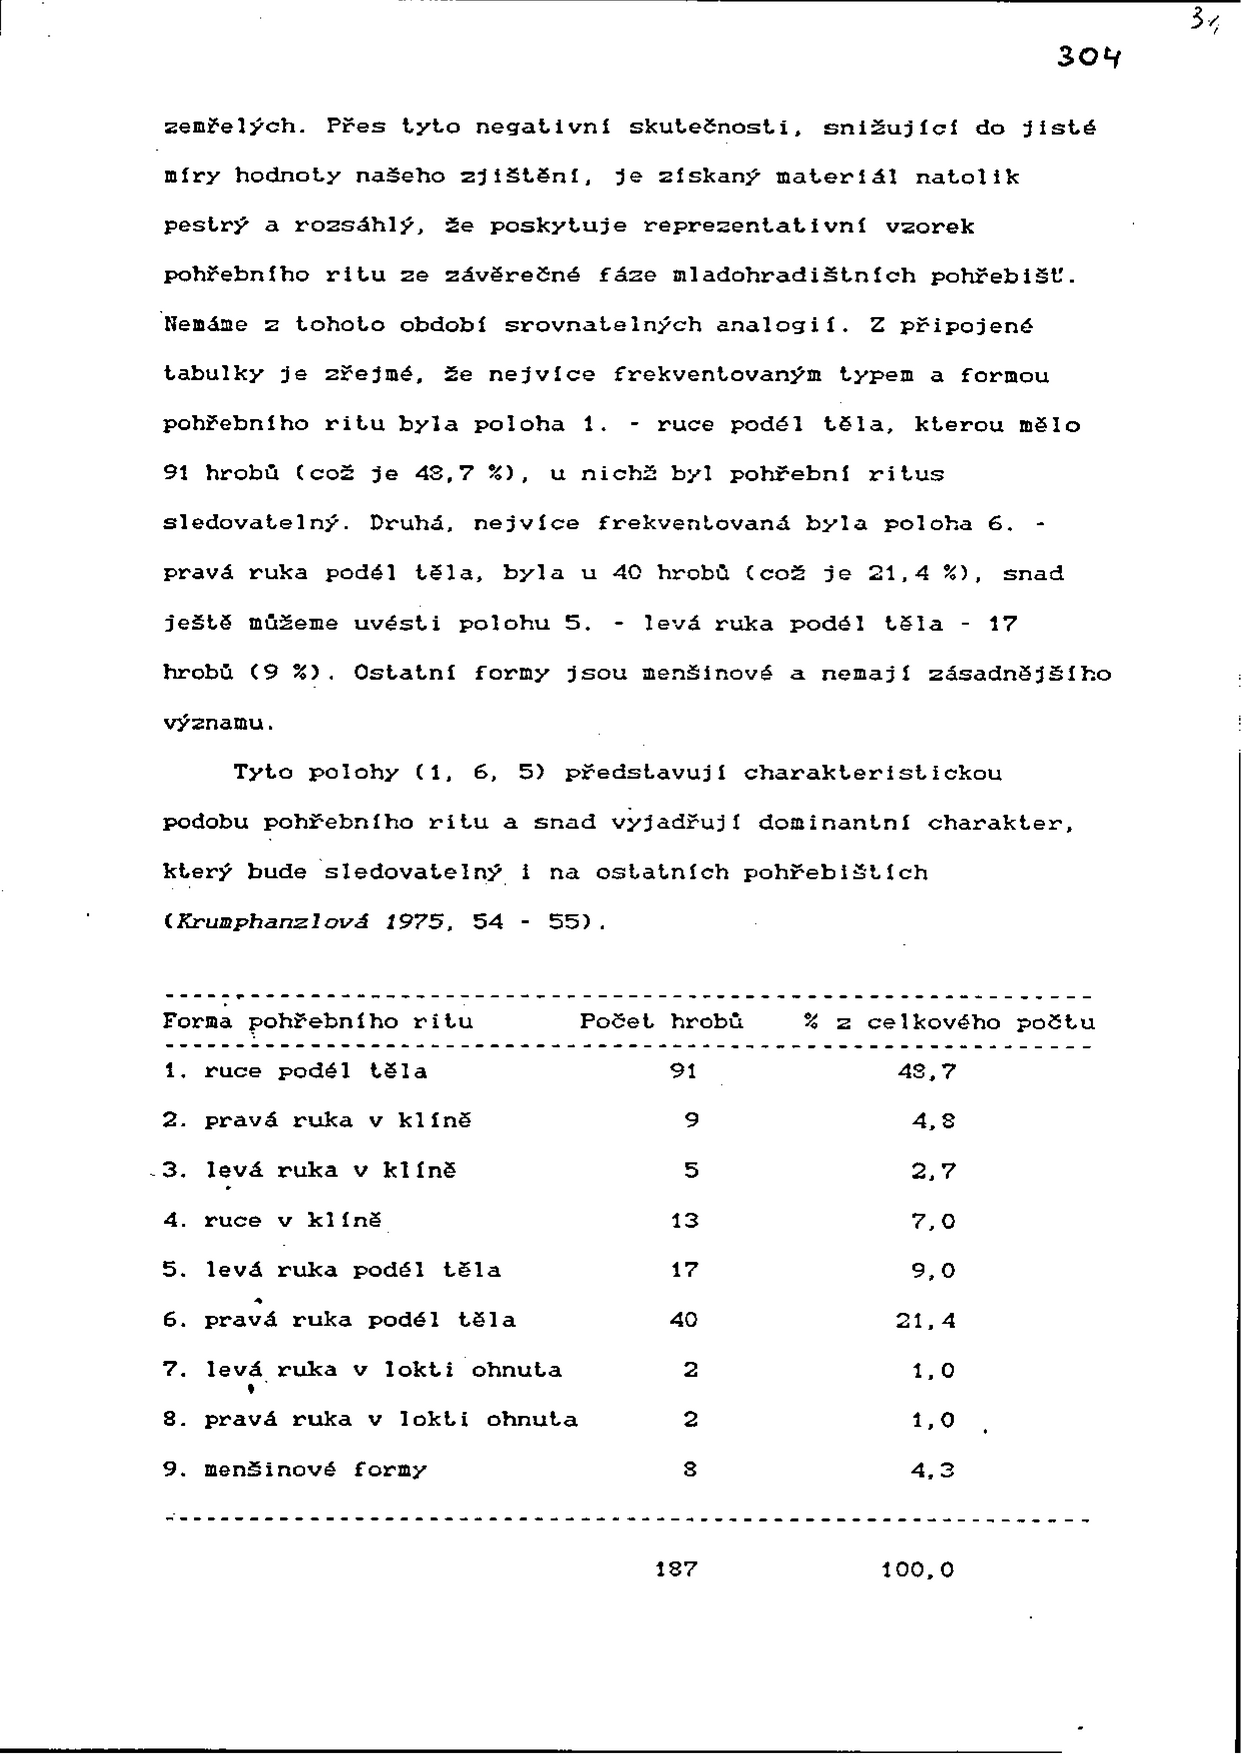 304
zemřelých. Přes tyto negativní skutečnosti, snižující do jisté
míry hodnoty našeho zjištění, je získaný materiál natolik
pestrý a rozsáhlý, že poskytuje reprezentativní vzorek
pohřebního ritu ze závěrečné fáze mladohradištních pohřebišť.
Nemáme z tohoto období srovnatelných analogií. Z připojené
tabulky je zřejmé, že nejvíce frekventovaným typem a formou
pohřebního ritu byla poloha 1. - ruce podél těla, kterou mělo
91 hrobů (což je 48,7 %), u nichž byl pohřební ritus
sledovatelný. Druhá, nejvíce frekventovaná byla poloha 6. -
pravá ruka podél těla, byla u 40 hrobů (což je 21,4 %), snad
ještě můžeme uvésti polohu 5. - levá ruka podél těla - 17
hrobů (9 %). Ostatní formy jsou menšinové a nemají zásadnějšího
významu.
Tyto polohy (1, 6, 5) představují charakteristickou
podobu pohřebního ritu a snad vyjadřují dominantní charakter,
který bude sledovatelný i na ostatních pohřebištích
(Krumphanzlová 1975, 54 - 55).
Forma pohřebního ritu Počet hrobů % z celkového počtu
1. ruce podél těla 91 48,7
2. pravá ruka v klíně 9 4,8
3. levá ruka v klíně 5 2,7
4. ruce v klíně 13 7,0
5. levá ruka podél těla 17 9,0
6. pravá ruka podél těla 40 21,4
7. levá ruka v lokti ohnuta 2 1,0
8. pravá ruka v lokti ohnuta 2 1,0
9. menšinové formy 8 4,3
187 100,0